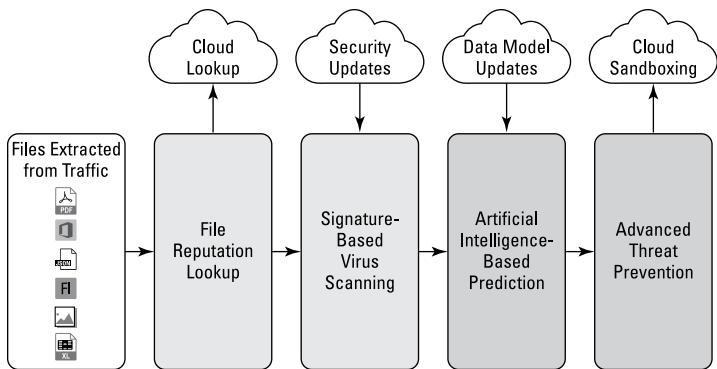 Cloud
Lookup
Security
Updates
Data Model
Updates
Cloud
Sandboxing
Files Extracted
from Traffic
PDF
JSON
Fl
XL
File
Reputation
Lookup
Signature-
Based
Virus
Scanning
Artificial
Intelligence-
Based
Prediction
Advanced
Threat
Prevention